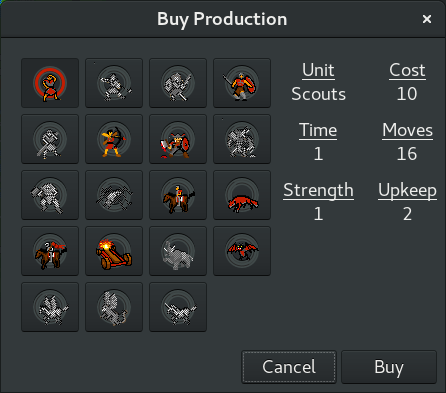 Buy Production
Unit Cost
Scouts 10
Time Moves
1 16
Strength Upkeep
1 2
Cancel Buy